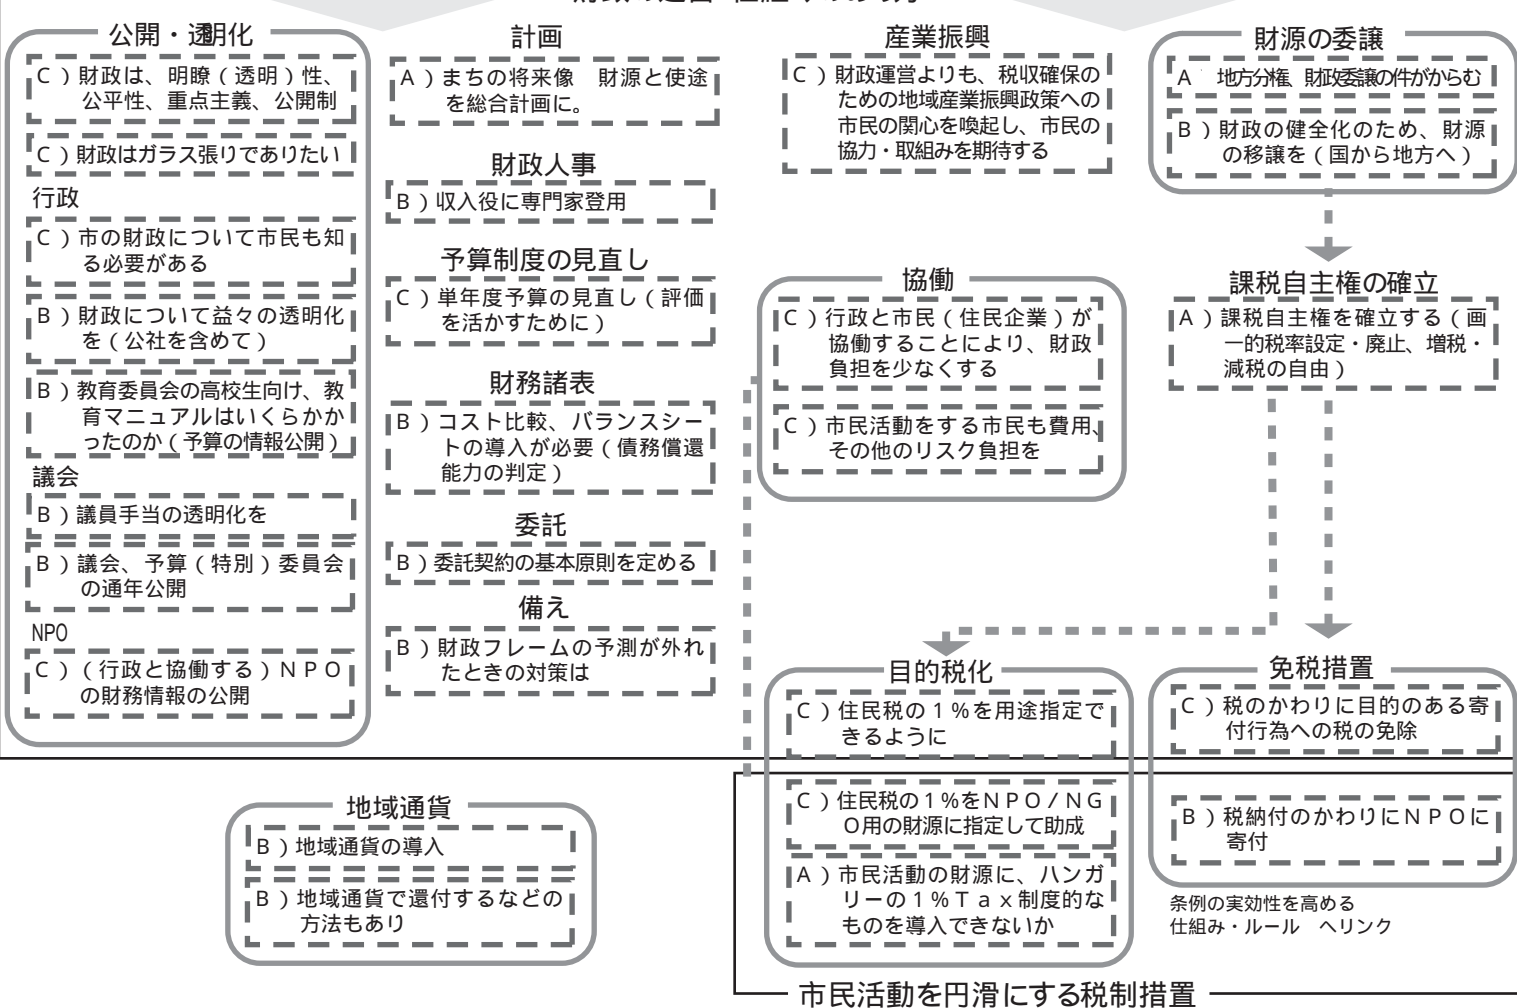 公開・透明化
C）財政は、明瞭（透明）性、
公平性、重点主義、公開制
C）財政はガラス張りでありたい
行政
C）市の財政について市民も知
る必要がある
B）財政について益々の透明化
を（公社を含めて）
B）教育委員会の高校生向け、教
育マニュアルはいくらかか
ったのか（予算の情報公開）
議会
B）議員手当の透明化を
B）議会、予算（特別）委員会
の通年公開
NPO
C）（行政と協働する）NPO
の財務情報の公開
計画
A）まちの将来像　財源と使途
を総合計画に。
財政人事
B）収入役に専門家登用
予算制度の見直し
C）単年度予算の見直し（評価
を活かすために）
財務諸表
B）コスト比較、バランスシー
トの導入が必要（債務償還
能力の判定）
委託
B）委託契約の基本原則を定める
備え
B）財政フレームの予測が外れ
たときの対策は
産業振興
C）財政運営よりも、税収確保の
ための地域産業振興政策への
市民の関心を喚起し、市民の
協力・取組みを期待する
協働
C）行政と市民（住民企業）が
協働することにより、財政
負担を少なくする
C）市民活動をする市民も費用、
その他のリスク負担を
財源の委譲
A　地方分権、財政委譲の件がからむ
B）財政の健全化のため、財源
の移譲を（国から地方へ）
課税自主権の確立
A）課税自主権を確立する（画
一的税率設定・廃止、増税・
減税の自由）
目的税化
C）住民税の1％を用途指定で
きるように
C）住民税の1％をNPO/NG
O用の財源に指定して助成
A）市民活動の財源に、ハンガ
リーの1％Tax制度的な
ものを導入できないか
免税措置
C）税のかわりに目的のある寄
付行為への税の免除
B）税納付のかわりにNPOに
寄付
条例の実効性を高める
仕組み・ルール　へリンク
地域通貨
B）地域通貨の導入
B）地域通貨で還付するなどの
方法もあり
市民活動を円滑にする税制措置